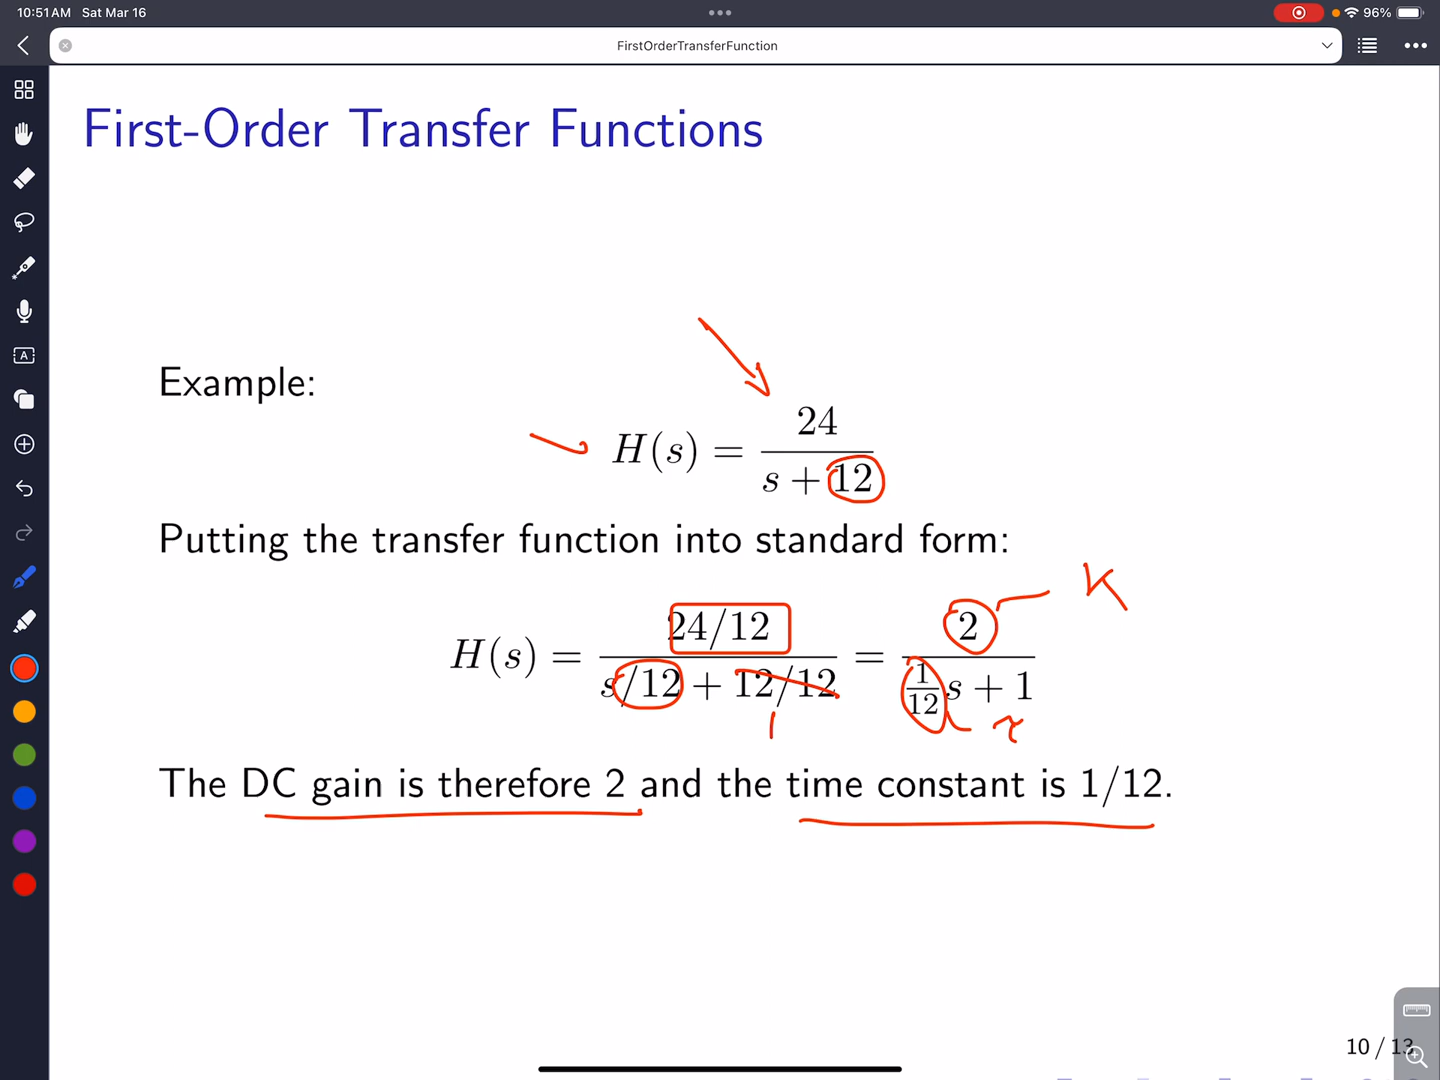 10:51 AM Sat Mar 16
96%
FirstOrderTransferFunction
First-Order Transfer Functions
Example:
H(s) = 24 / (s + 12)
Putting the transfer function into standard form:
K
H(s) = (24/12) / (s/12 + 12/12) = 2 / (1/12 s + 1)
1
τ
The DC gain is therefore 2 and the time constant is 1/12.
10 / 13
A